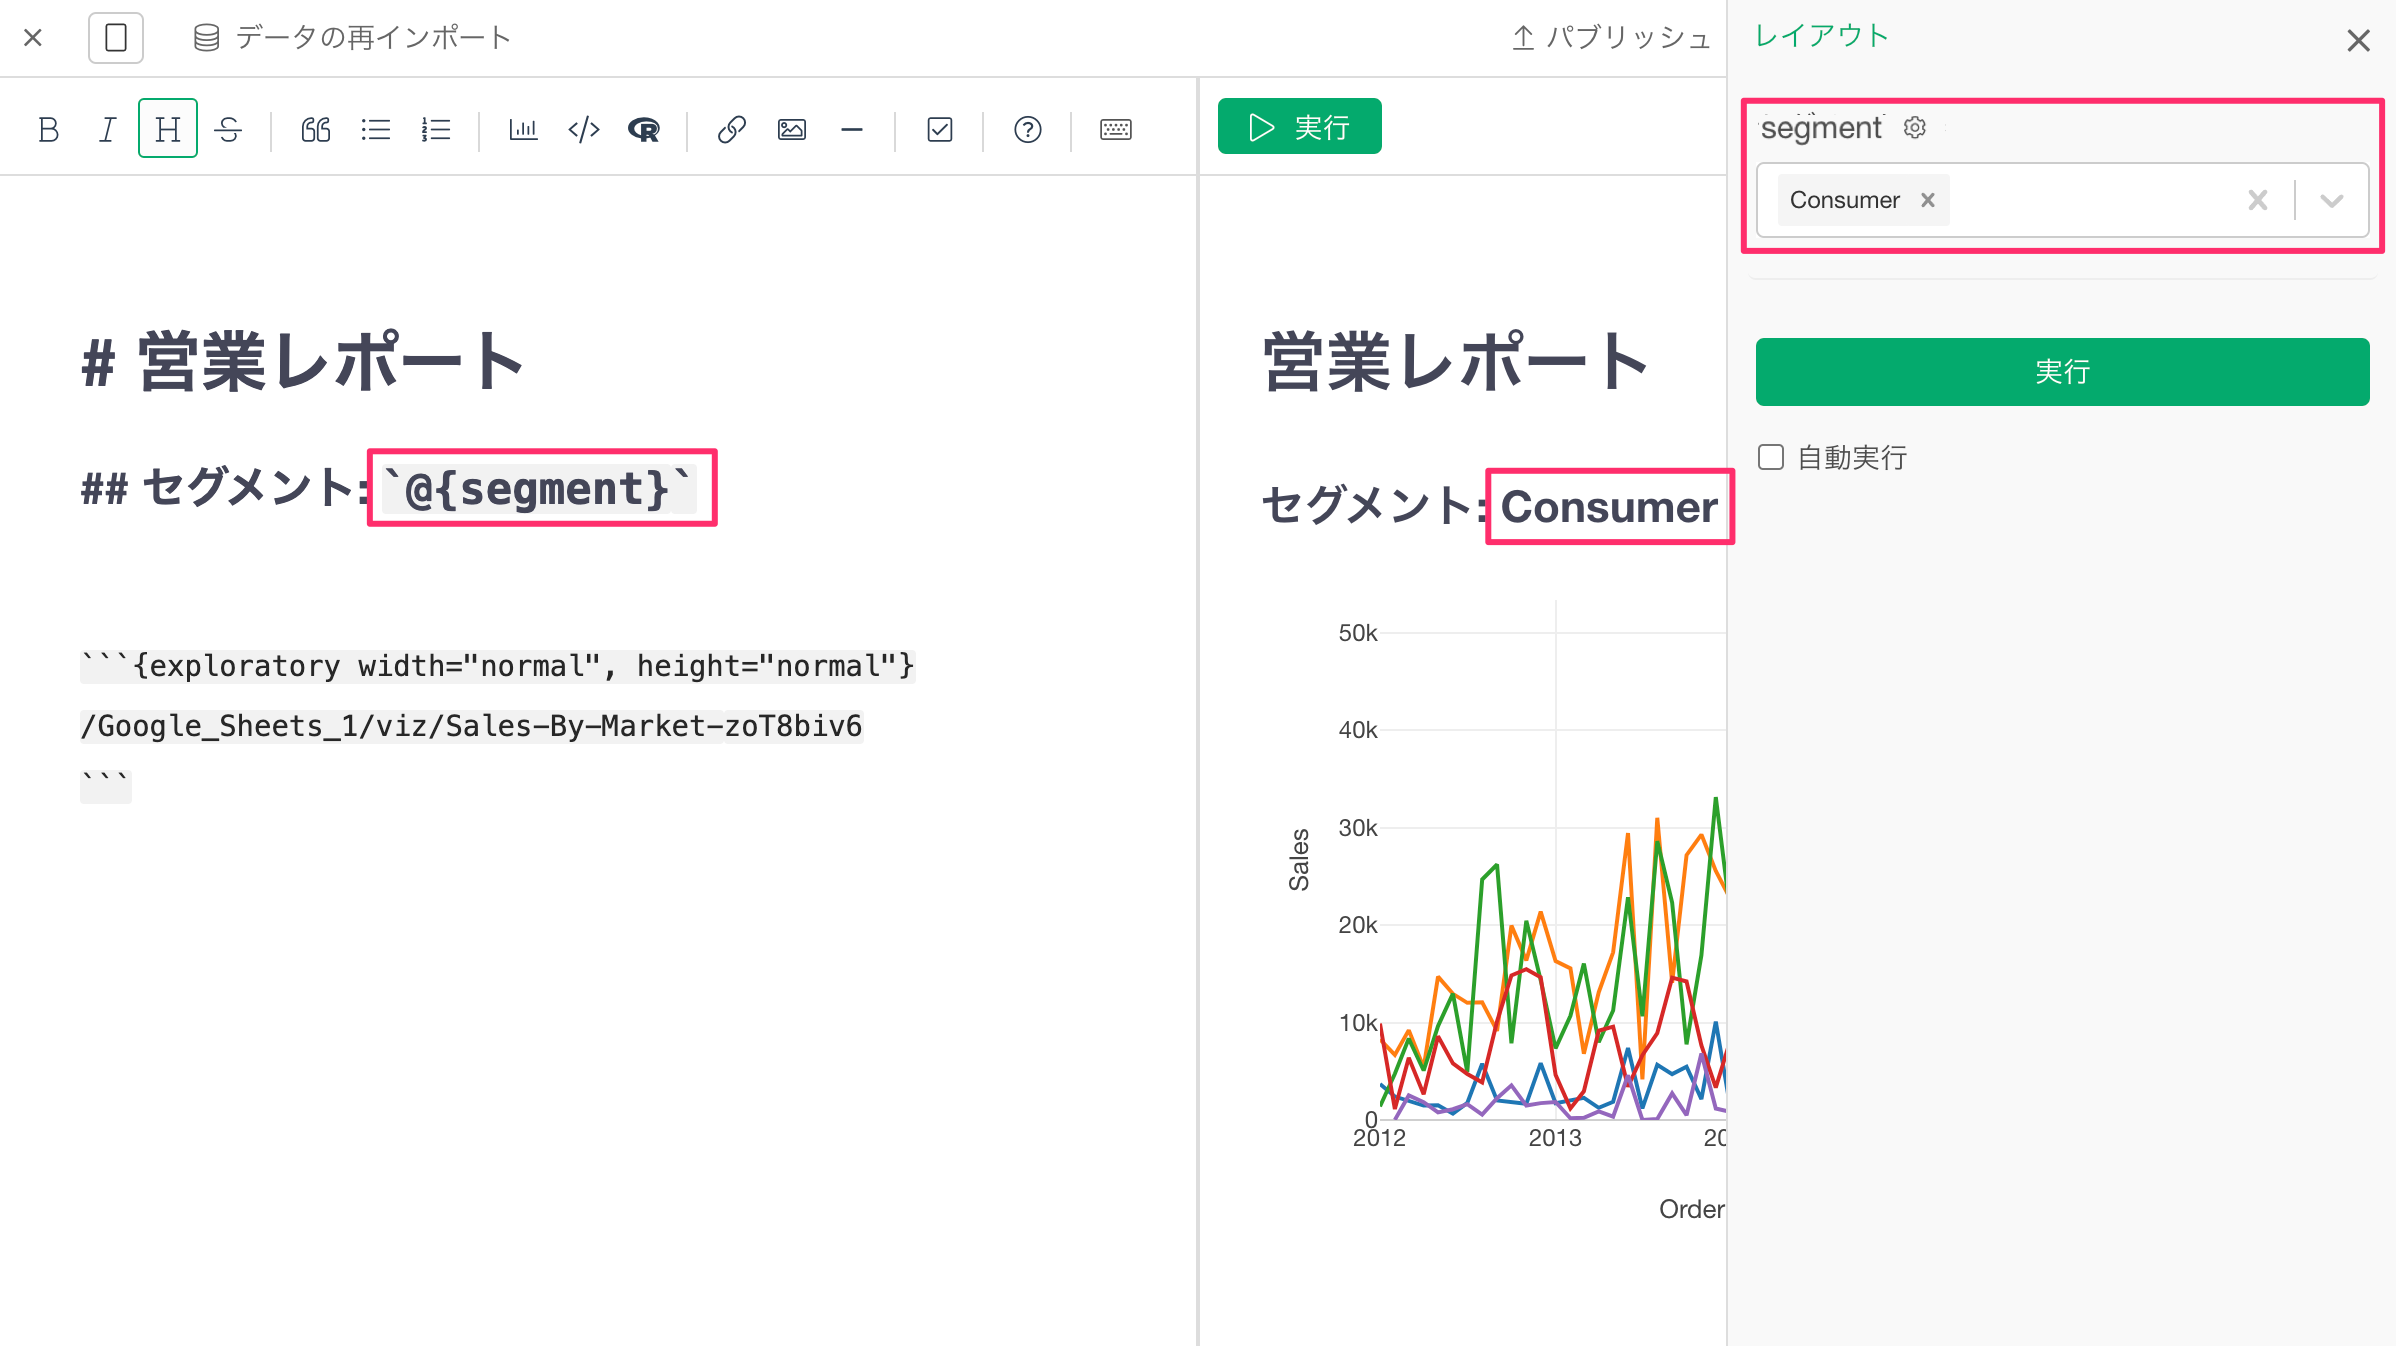 データの再インポート
パブリッシュ
レイアウト
B I H S
実行
segment
Consumer
# 営業レポート
## セグメント: `@{segment}`
```{exploratory width="normal", height="normal"}
/Google_Sheets_1/viz/Sales-By-Market-zoT8biv6
```
営業レポート
セグメント: Consumer
50k
40k
30k
20k
10k
0
Sales
2012
2013
20
Order
実行
自動実行